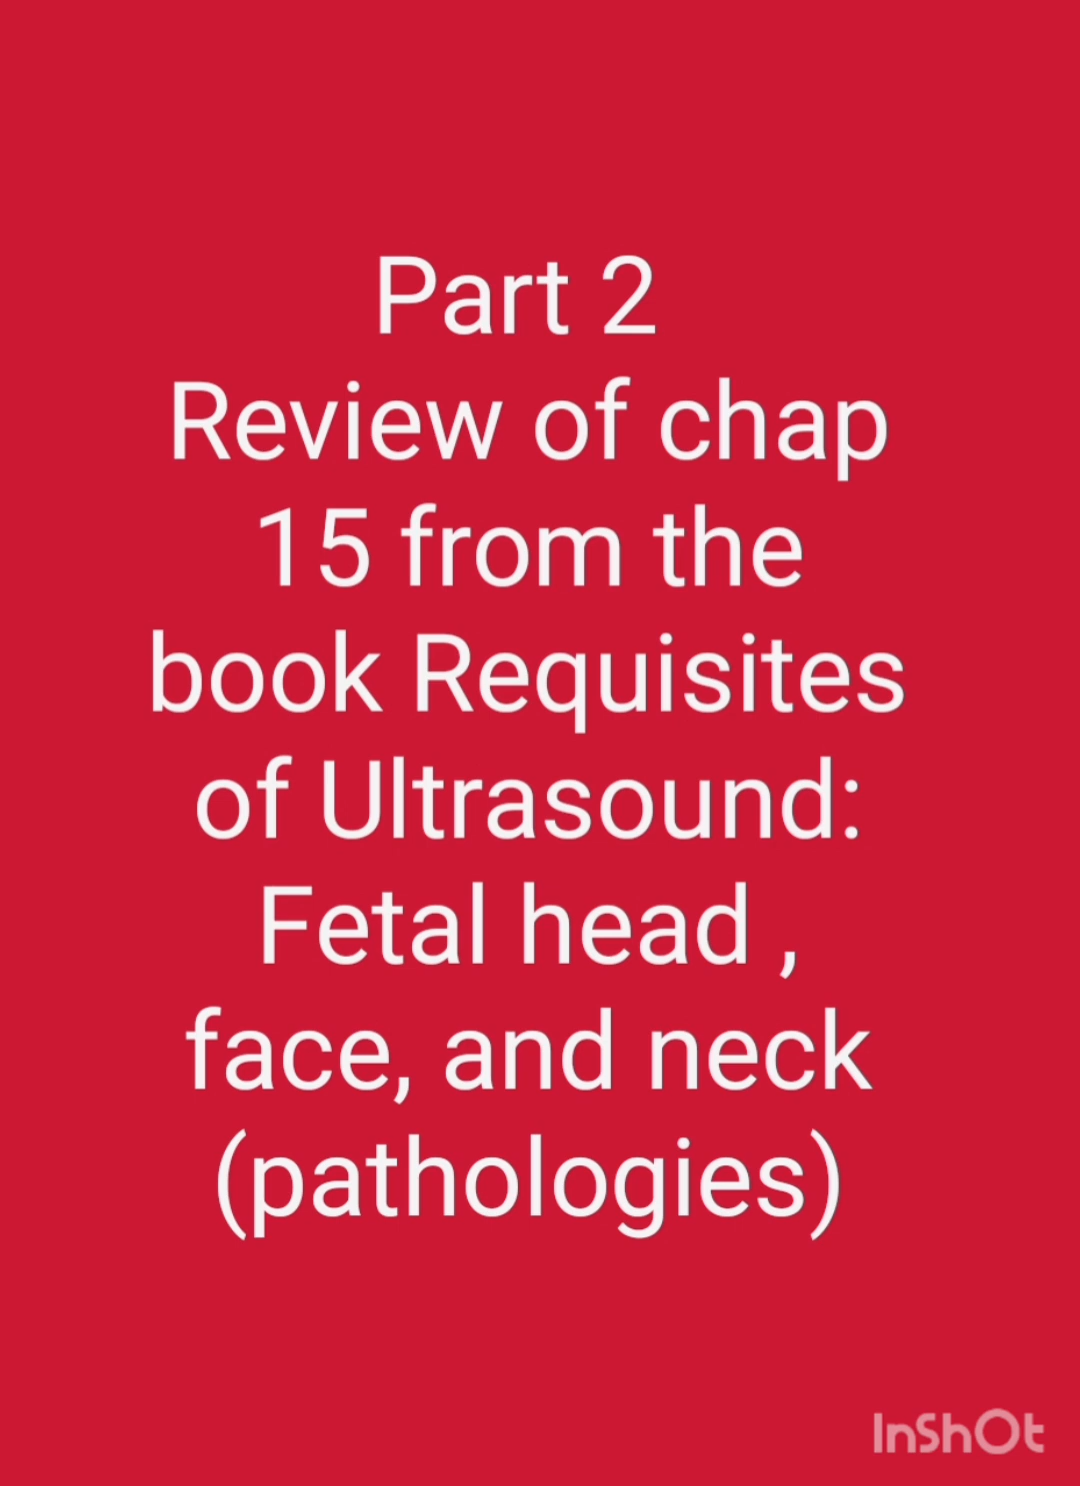 Part 2
Review of chap
15 from the
book Requisites
of Ultrasound:
Fetal head ,
face, and neck
(pathologies)
InShOt